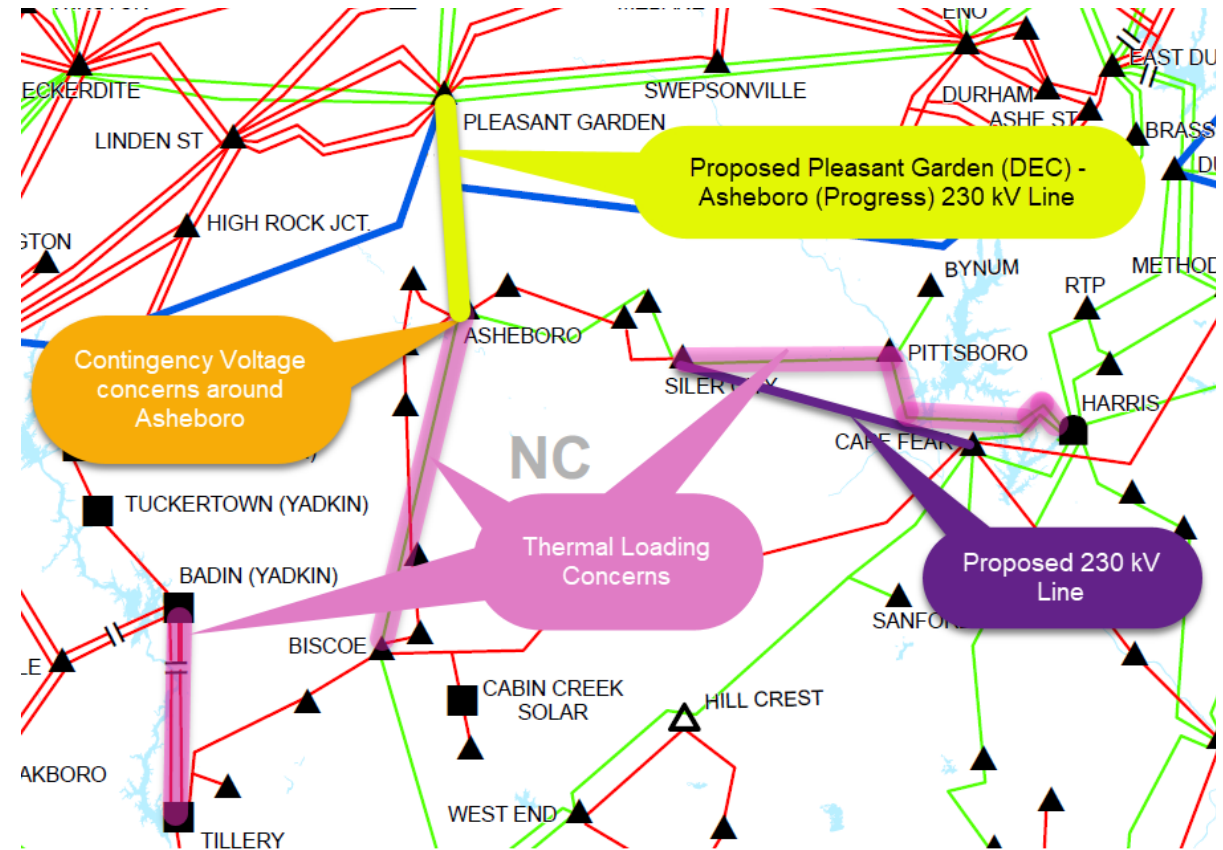 ENO
EAST DU
ECKERDITE
SWEPSONVILLE
DURHAM
ASHE ST
PLEASANT GARDEN
LINDEN ST
BRASS
Proposed Pleasant Garden (DEC) -
Asheboro (Progress) 230 kV Line
HIGH ROCK JCT.
GTON
BYNUM
METHOD
RTP
ASHEBORO
Contingency Voltage
concerns around
Asheboro
PITTSBORO
SILER CITY
HARRIS
CAPE FEAR
NC
TUCKERTOWN (YADKIN)
Thermal Loading
Concerns
Proposed 230 kV
Line
BADIN (YADKIN)
SANFOR
BISCOE
LE
CABIN CREEK
SOLAR
HILL CREST
AKBORO
WEST END
TILLERY